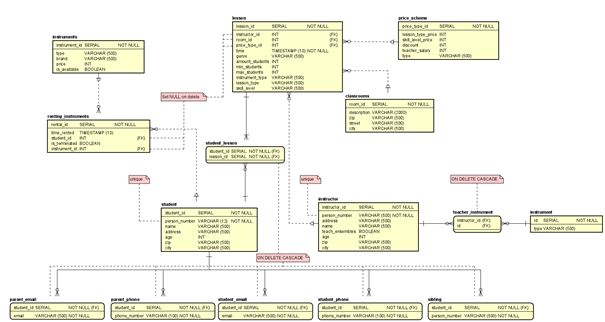 lesson
lesson_id SERIAL NOT NULL
instructor_id INT (FK)
room_id INT (FK)
price_type_id INT (FK)
time TIMESTAMP (10) NOT NULL
genre VARCHAR (500)
amount_students INT
min_students INT
max_students INT
instrument_type VARCHAR (500)
lesson_type VARCHAR (500)
skill_level VARCHAR (500)
price_scheme
price_type_id SERIAL NOT NULL
lesson_type_price INT
skill_level_price INT
discount INT
teacher_salary INT
type VARCHAR (500)
instruments
instrument_id SERIAL NOT NULL
type VARCHAR (500)
brand VARCHAR (500)
price INT
is_available BOOLEAN
classrooms
room_id SERIAL NOT NULL
description VARCHAR (2000)
zip VARCHAR (500)
street VARCHAR (500)
city VARCHAR (500)
Set NULL on delete
renting_instruments
rental_id SERIAL NOT NULL
time_rented TIMESTAMP (10)
student_id INT (FK)
is_terminated BOOLEAN
instrument_id INT (FK)
student_lesson
student_id SERIAL NOT NULL (FK)
lesson_id SERIAL NOT NULL (FK)
unique
unique
ON DELETE CASCADE
student
student_id SERIAL NOT NULL
person_number VARCHAR (12) NOT NULL
address VARCHAR (500)
name VARCHAR (500)
age INT
zip VARCHAR (500)
city VARCHAR (500)
instructor
instructor_id SERIAL NOT NULL
person_number VARCHAR (500) NOT NULL
address VARCHAR (500)
name VARCHAR (500)
teach_ensembles BOOLEAN
age INT
zip VARCHAR (500)
city VARCHAR (500)
teacher_instrument
instructor_id INT (FK)
id INT (FK)
instrument
id SERIAL NOT NULL
type VARCHAR (500)
ON DELETE CASCADE
parent_email
student_id SERIAL NOT NULL (FK)
email VARCHAR (500) NOT NULL
parent_phone
student_id SERIAL NOT NULL (FK)
phone_number VARCHAR (100) NOT NULL
student_email
student_id SERIAL NOT NULL (FK)
email VARCHAR (500) NOT NULL
student_phone
student_id SERIAL NOT NULL (FK)
phone_number VARCHAR (100) NOT NULL
sibling
student_id SERIAL NOT NULL (FK)
person_number VARCHAR (500) NOT NULL